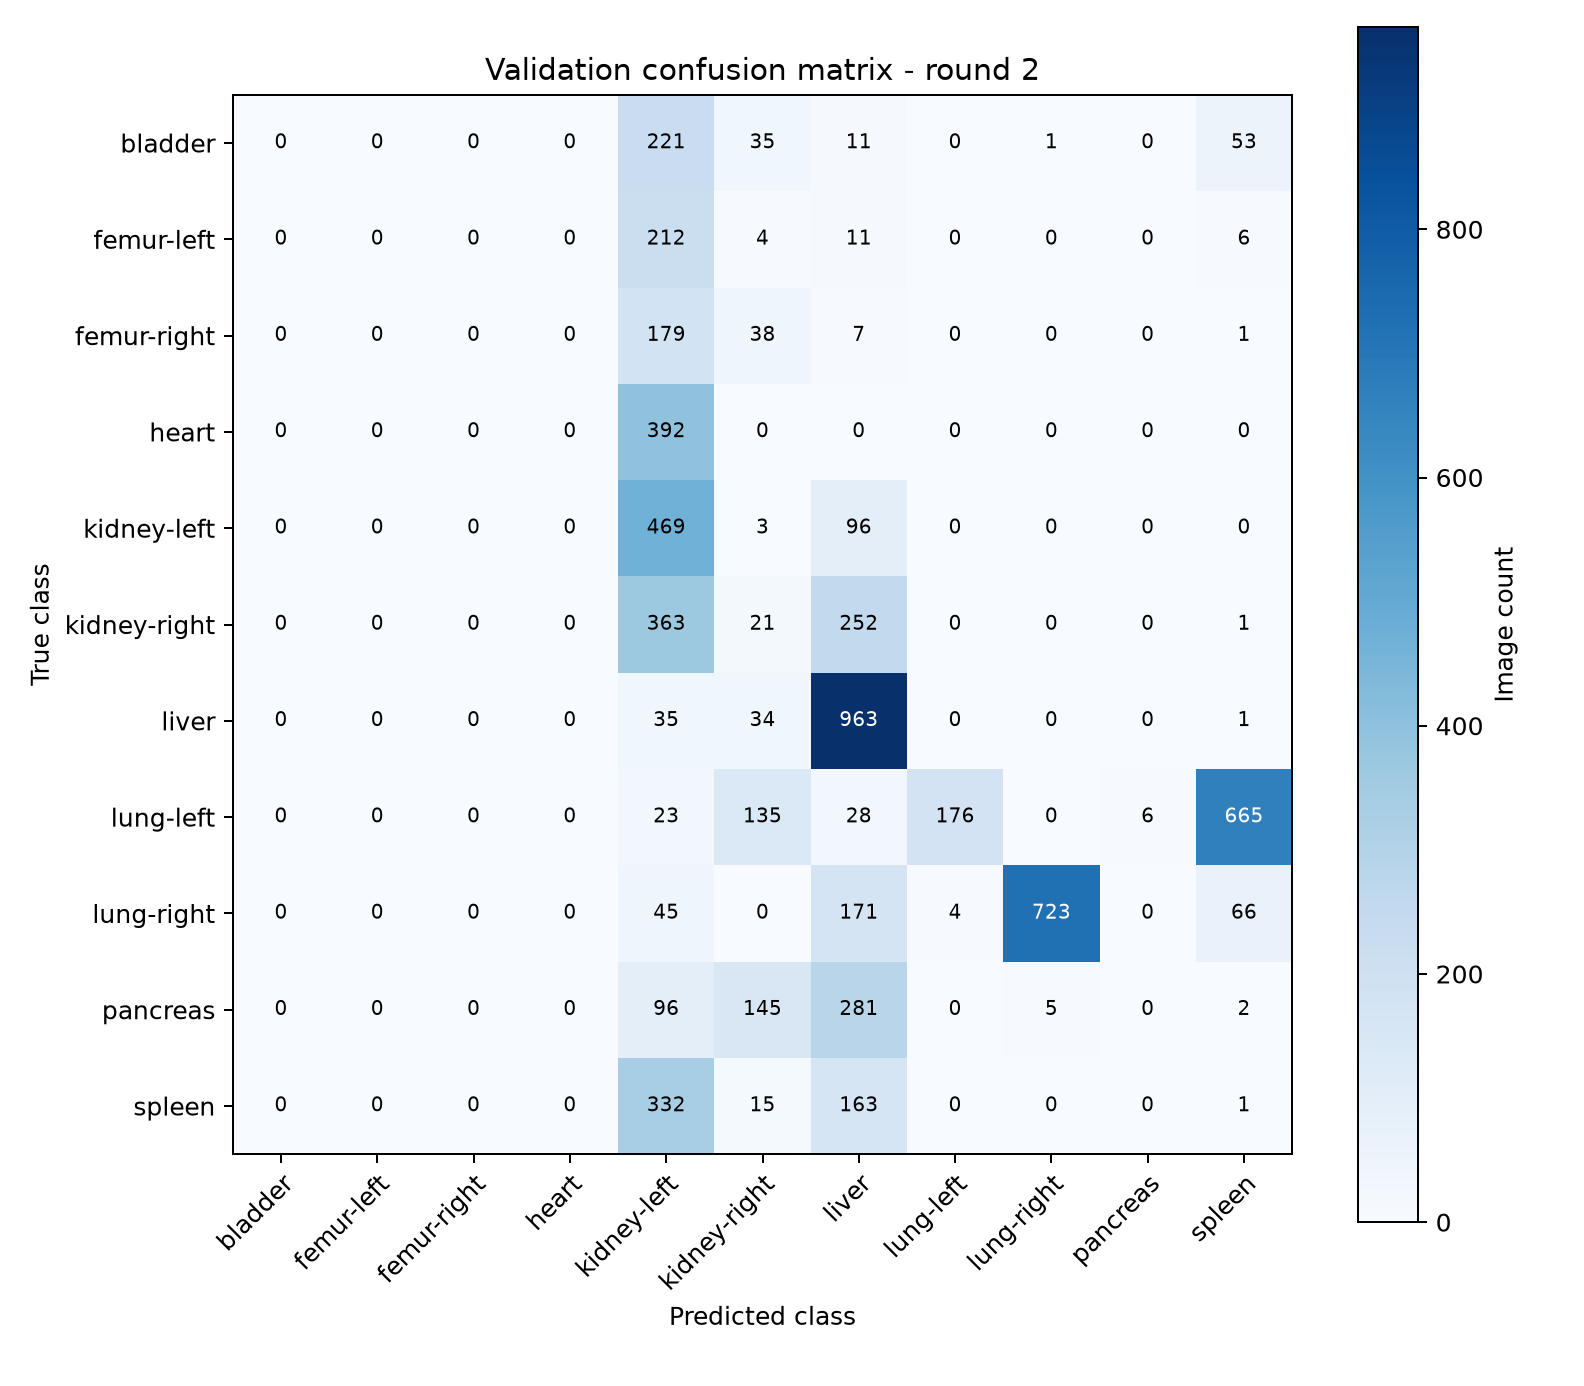 Validation confusion matrix - round 2
bladder 0 0 0 0 221 35 11 0 1 0 53
femur-left 0 0 0 0 212 4 11 0 0 0 6
femur-right 0 0 0 0 179 38 7 0 0 0 1
heart 0 0 0 0 392 0 0 0 0 0 0
kidney-left 0 0 0 0 469 3 96 0 0 0 0
kidney-right 0 0 0 0 363 21 252 0 0 0 1
liver 0 0 0 0 35 34 963 0 0 0 1
lung-left 0 0 0 0 23 135 28 176 0 6 665
lung-right 0 0 0 0 45 0 171 4 723 0 66
pancreas 0 0 0 0 96 145 281 0 5 0 2
spleen 0 0 0 0 332 15 163 0 0 0 1
True class
bladder femur-left femur-right heart kidney-left kidney-right liver lung-left lung-right pancreas spleen
Predicted class
800
600
400
200
0
Image count